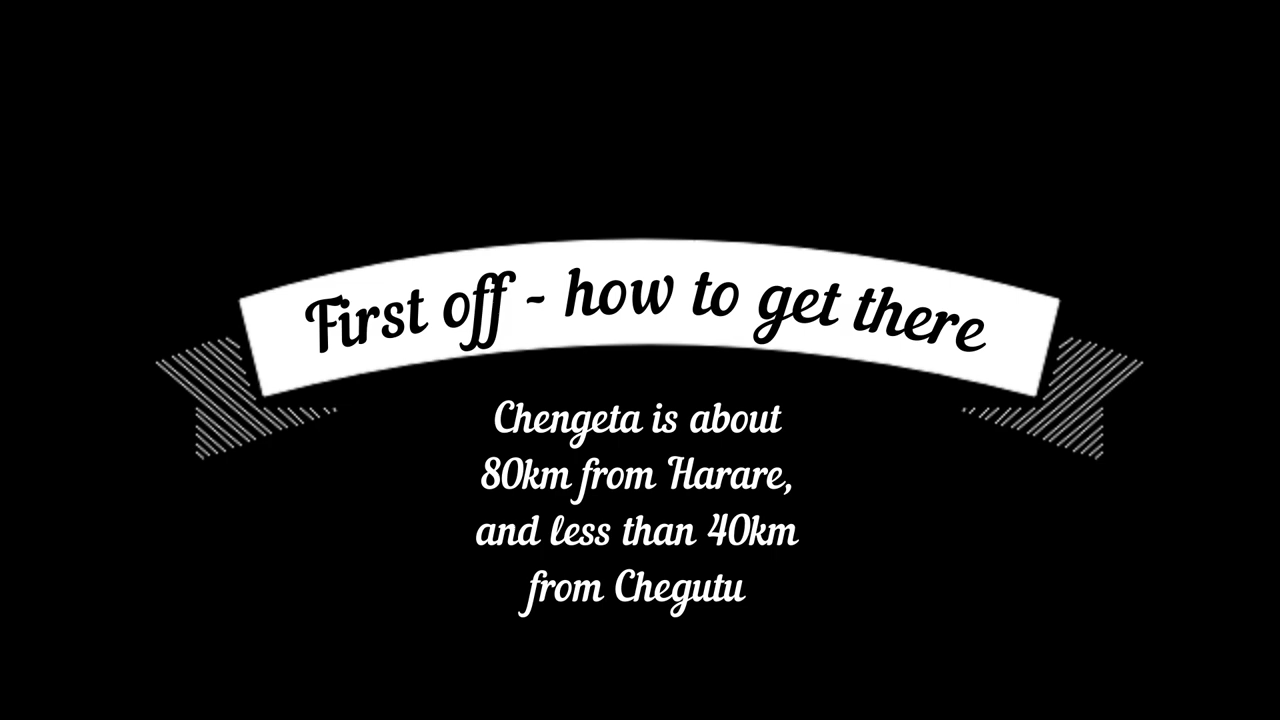 First off - how to get there
Chengeta is about
80km from Harare,
and less than 40km
from Chegutu